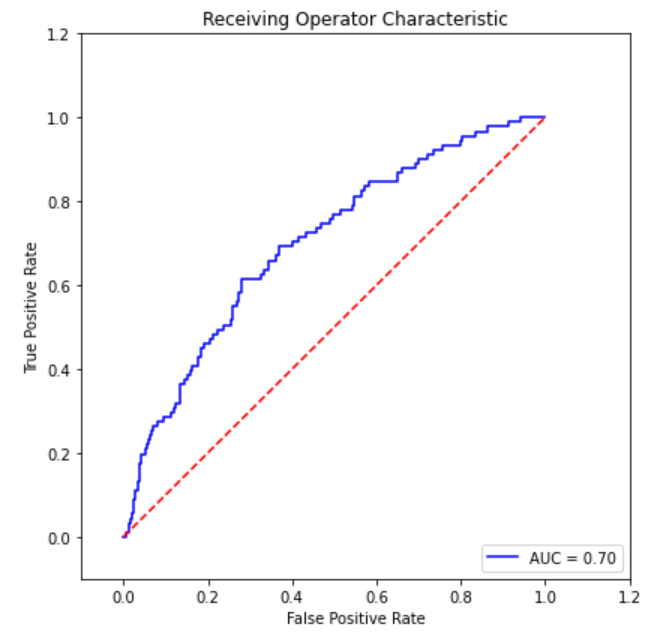 Receiving Operator Characteristic
1.2
1.0
0.8
0.6
0.4
0.2
0.0
True Positive Rate
AUC = 0.70
0.0 0.2 0.4 0.6 0.8 1.0 1.2
False Positive Rate